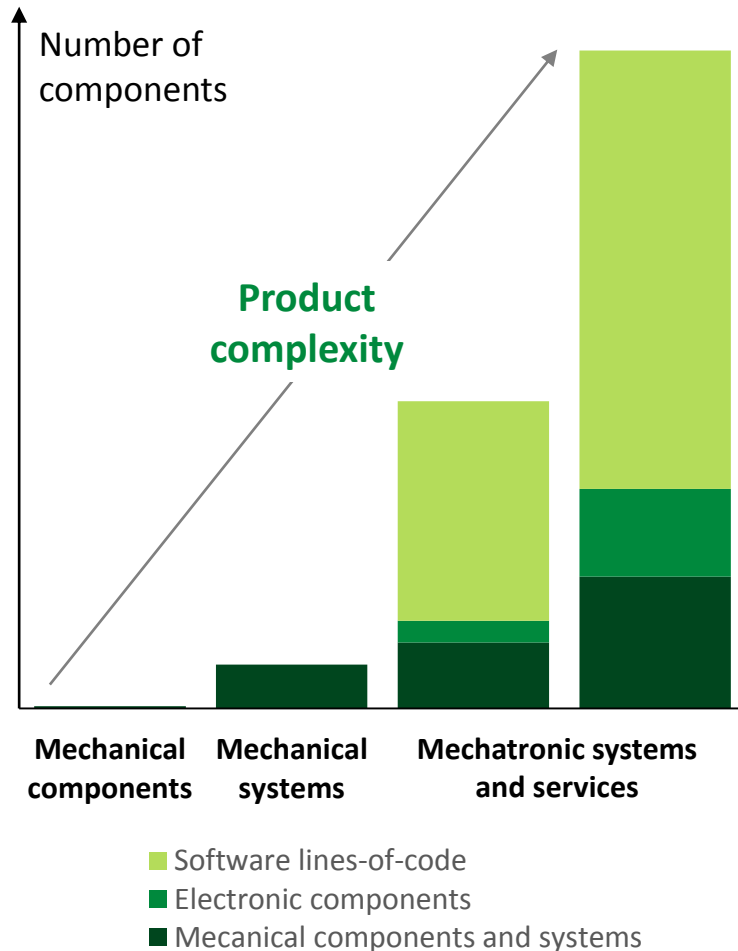 Number of
components
Product
complexity
Mechanical
components
Mechanical
systems
Mechatronic systems
and services
Software lines-of-code
Electronic components
Mecanical components and systems